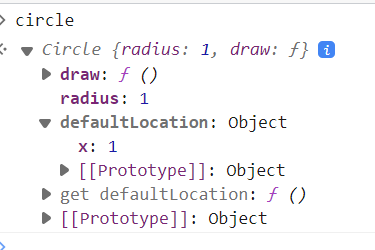 circle
Circle {radius: 1, draw: ƒ} i
draw: ƒ ()
radius: 1
defaultLocation: Object
x: 1
[[Prototype]]: Object
get defaultLocation: ƒ ()
[[Prototype]]: Object